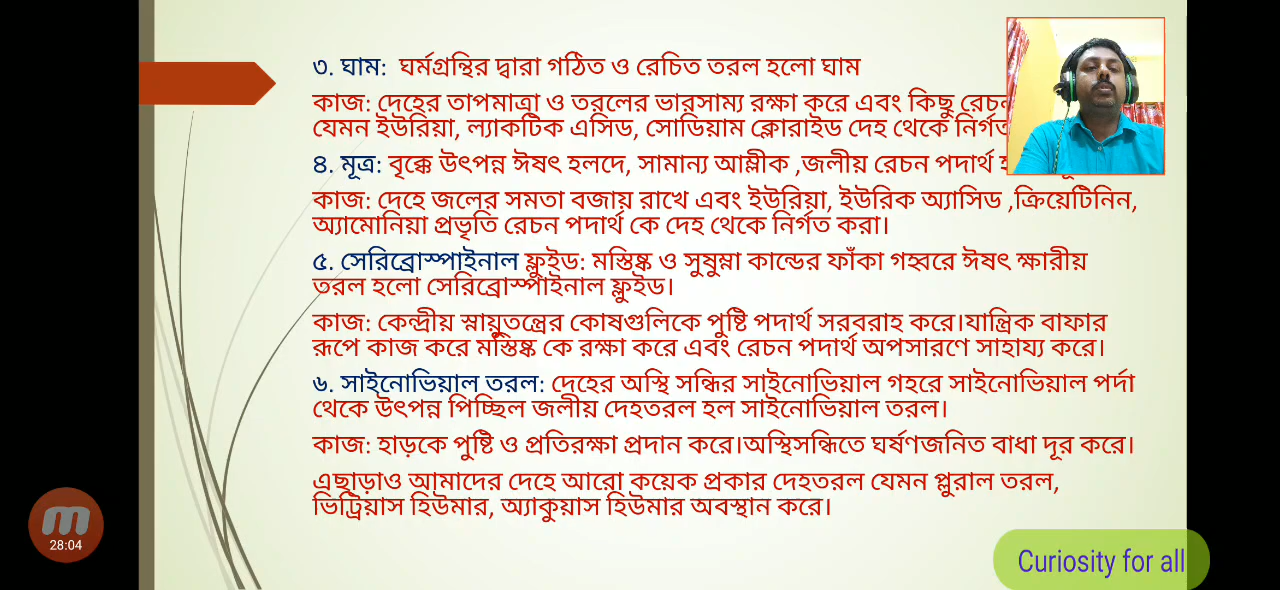 ৩. ঘাম: ঘর্মগ্রন্থির দ্বারা গঠিত ও রেচিত তরল হলো ঘাম
কাজ: দেহের তাপমাত্রা ও তরলের ভারসাম্য রক্ষা করে এবং কিছু
যেমন ইউরিয়া, ল্যাকটিক এসিড, সোডিয়াম ক্লোরাইড দেহ থেকে
৪. মূত্র: বৃক্কে উৎপন্ন ঈষৎ হলদে, সামান্য আম্লীক ,জলীয় রেচন পদার্থ
কাজ: দেহে জলের সমতা বজায় রাখে এবং ইউরিয়া, ইউরিক অ্যাসিড ,ক্রিয়েটিনিন,
অ্যামোনিয়া প্রভৃতি রেচন পদার্থ কে দেহ থেকে নির্গত করা।
৫. সেরিব্রোস্পাইনাল ফ্লুইড: মস্তিষ্ক ও সুষুম্না কান্ডের ফাঁকা গহ্বরে ঈষৎ ক্ষারীয়
তরল হলো সেরিব্রোস্পাইনাল ফ্লুইড।
কাজ: কেন্দ্রীয় স্নায়ুতন্ত্রের কোষগুলিকে পুষ্টি পদার্থ সরবরাহ করে।যান্ত্রিক বাফার
রূপে কাজ করে মস্তিষ্ক কে রক্ষা করে এবং রেচন পদার্থ অপসারণে সাহায্য করে।
৬. সাইনোভিয়াল তরল: দেহের অস্থি সন্ধির সাইনোভিয়াল গহরে সাইনোভিয়াল পর্দা
থেকে উৎপন্ন পিচ্ছিল জলীয় দেহতরল হল সাইনোভিয়াল তরল।
কাজ: হাড়কে পুষ্টি ও প্রতিরক্ষা প্রদান করে।অস্থিসন্ধিতে ঘর্ষণজনিত বাধা দূর করে।
এছাড়াও আমাদের দেহে আরো কয়েক প্রকার দেহতরল যেমন প্লুরাল তরল,
ভিট্রিয়াস হিউমার, অ্যাকুয়াস হিউমার অবস্থান করে।
28:04
Curiosity for all